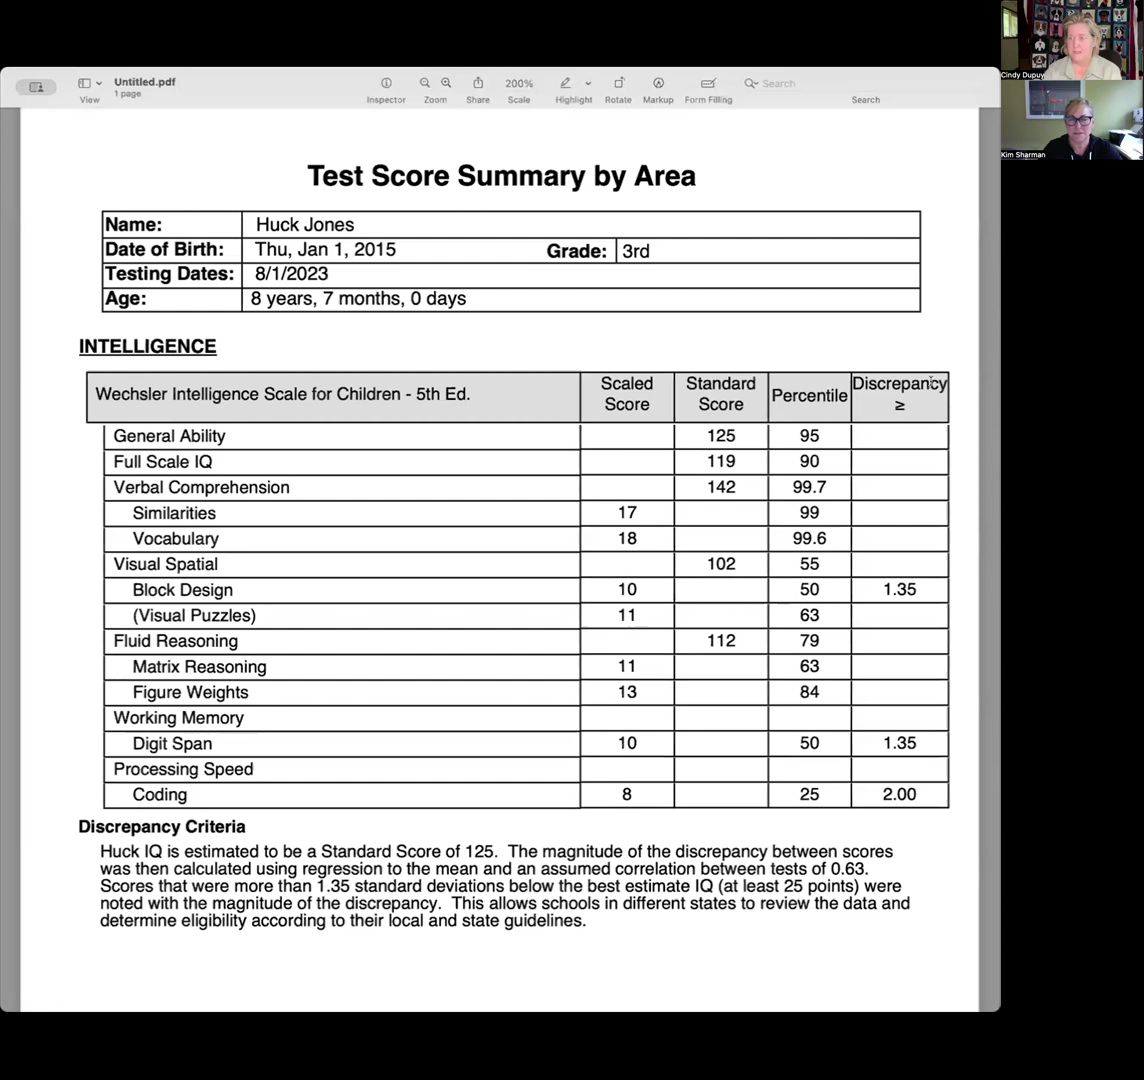 Cindy Dupuy
Kim Sharman
Untitled.pdf
1 page
View
Inspector
Zoom
Share
200%
Scale
Highlight
Rotate
Markup
Form Filling
Search
Search
Test Score Summary by Area
Name: Huck Jones
Date of Birth: Thu, Jan 1, 2015 Grade: 3rd
Testing Dates: 8/1/2023
Age: 8 years, 7 months, 0 days
INTELLIGENCE
Wechsler Intelligence Scale for Children - 5th Ed. Scaled Score Standard Score Percentile Discrepancy ≥
General Ability 125 95
Full Scale IQ 119 90
Verbal Comprehension 142 99.7
Similarities 17 99
Vocabulary 18 99.6
Visual Spatial 102 55
Block Design 10 50 1.35
(Visual Puzzles) 11 63
Fluid Reasoning 112 79
Matrix Reasoning 11 63
Figure Weights 13 84
Working Memory
Digit Span 10 50 1.35
Processing Speed
Coding 8 25 2.00
Discrepancy Criteria
Huck IQ is estimated to be a Standard Score of 125. The magnitude of the discrepancy between scores
was then calculated using regression to the mean and an assumed correlation between tests of 0.63.
Scores that were more than 1.35 standard deviations below the best estimate IQ (at least 25 points) were
noted with the magnitude of the discrepancy. This allows schools in different states to review the data and
determine eligibility according to their local and state guidelines.